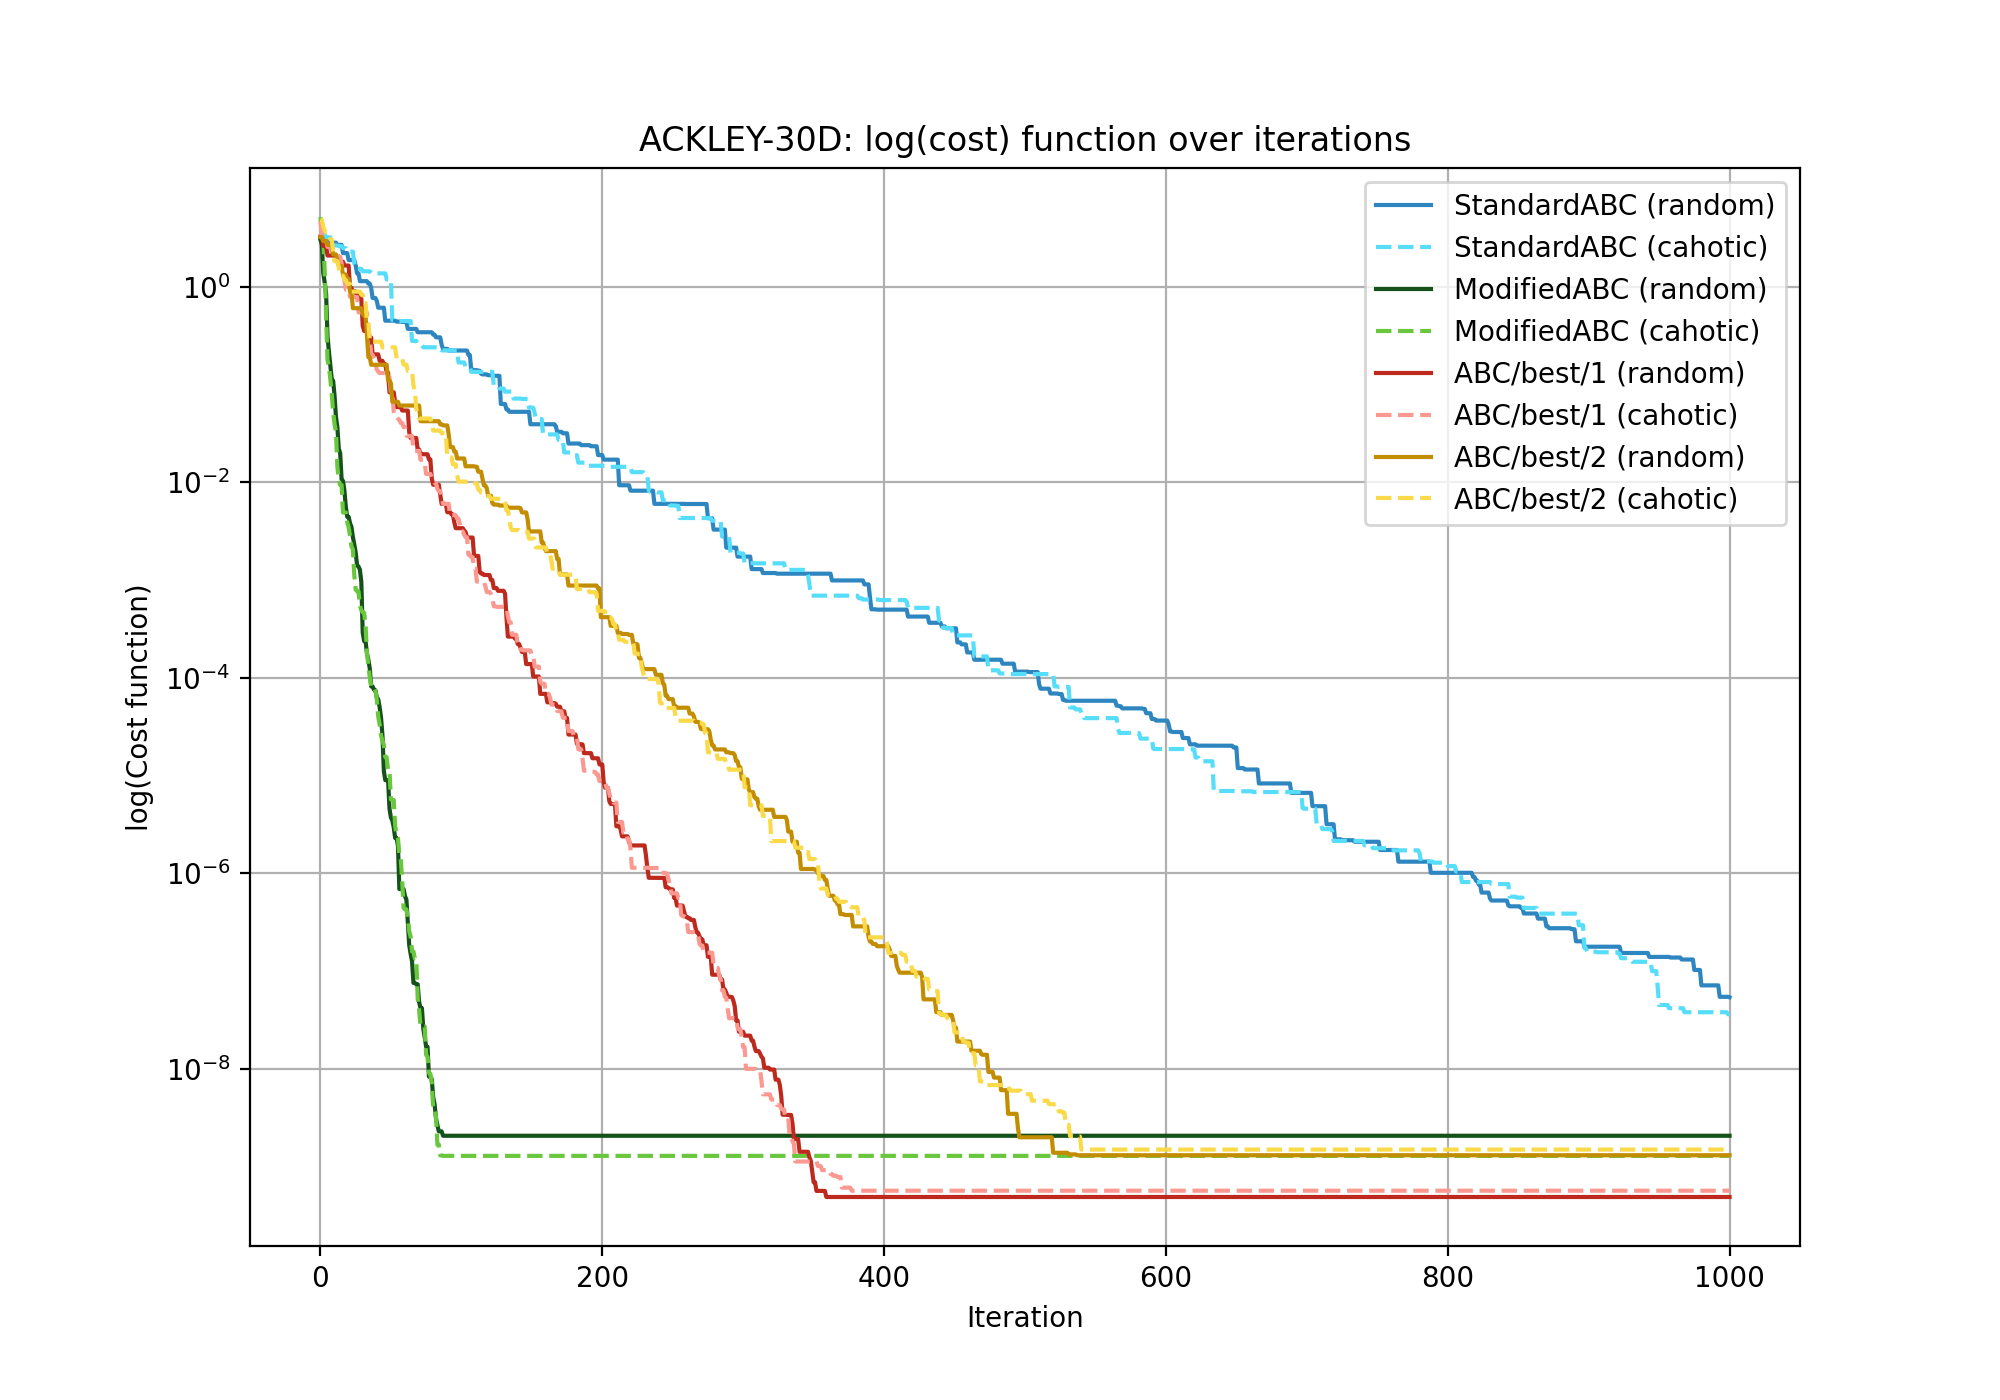 ACKLEY-30D: log(cost) function over iterations
StandardABC (random)
StandardABC (cahotic)
ModifiedABC (random)
ModifiedABC (cahotic)
ABC/best/1 (random)
ABC/best/1 (cahotic)
ABC/best/2 (random)
ABC/best/2 (cahotic)
log(Cost function)
10⁰
10⁻²
10⁻⁴
10⁻⁶
10⁻⁸
0 200 400 600 800 1000
Iteration